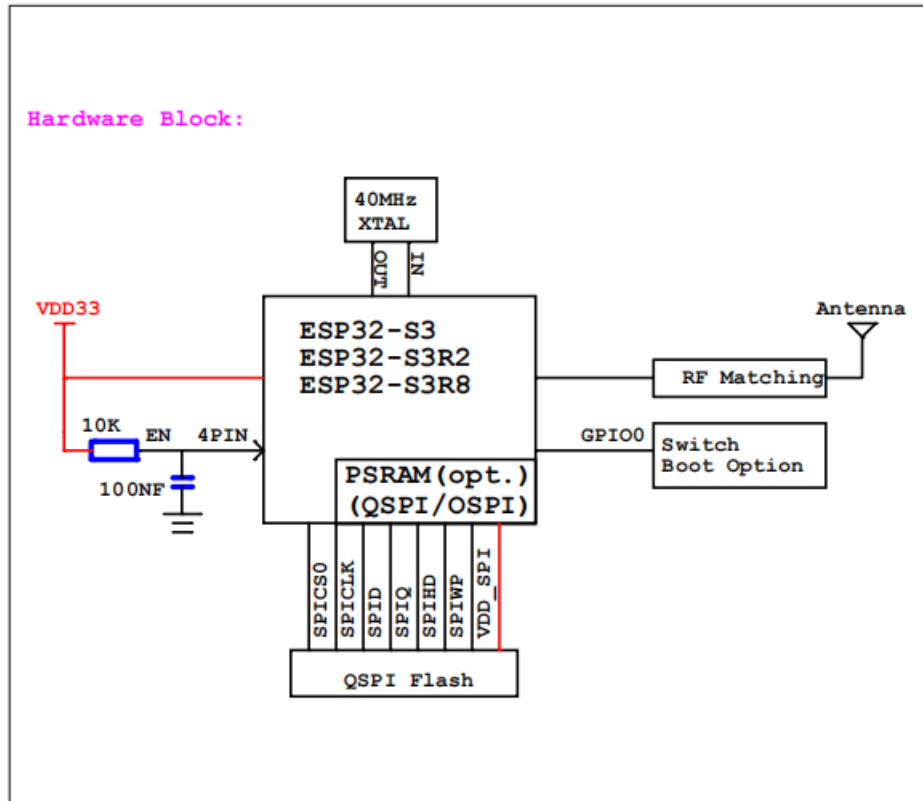 Hardware Block:
40MHz
XTAL
OUT
IN
VDD33
Antenna
ESP32-S3
ESP32-S3R2
ESP32-S3R8
RF Matching
10K
EN
4PIN
GPIO0
Switch
Boot Option
100NF
PSRAM(opt.)
(QSPI/OSPI)
SPICS0
SPICLK
SPID
SPIQ
SPIHD
SPIWP
VDD_SPI
QSPI Flash